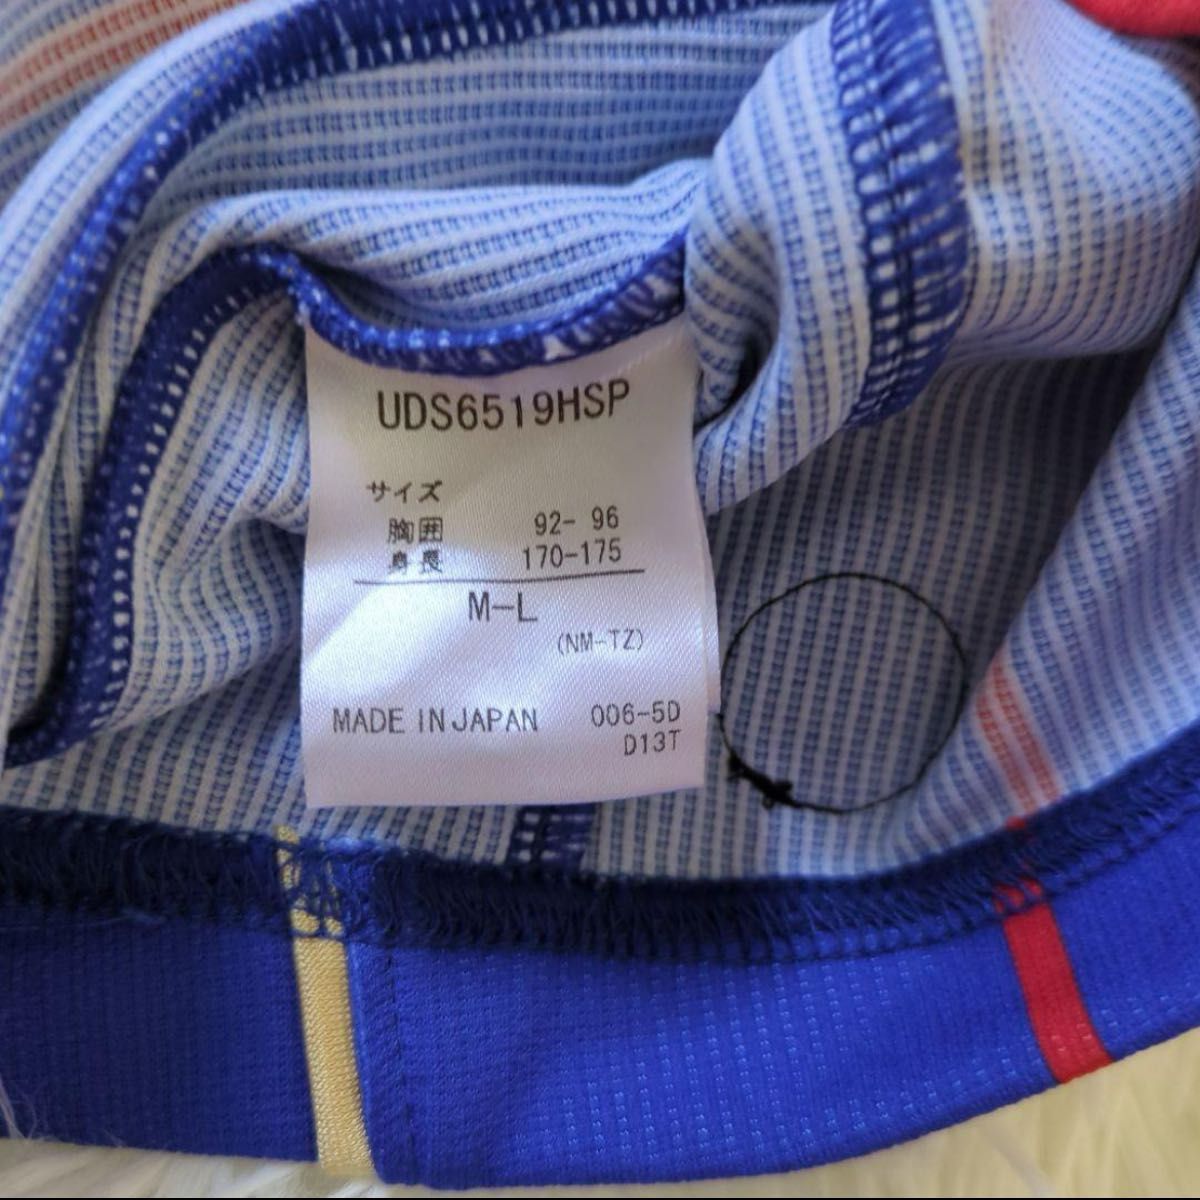 UDS6519HSP
サイズ
胸囲 92-96
身長 170-175
M-L
(NM-TZ)
MADE IN JAPAN 006-5D
D13T